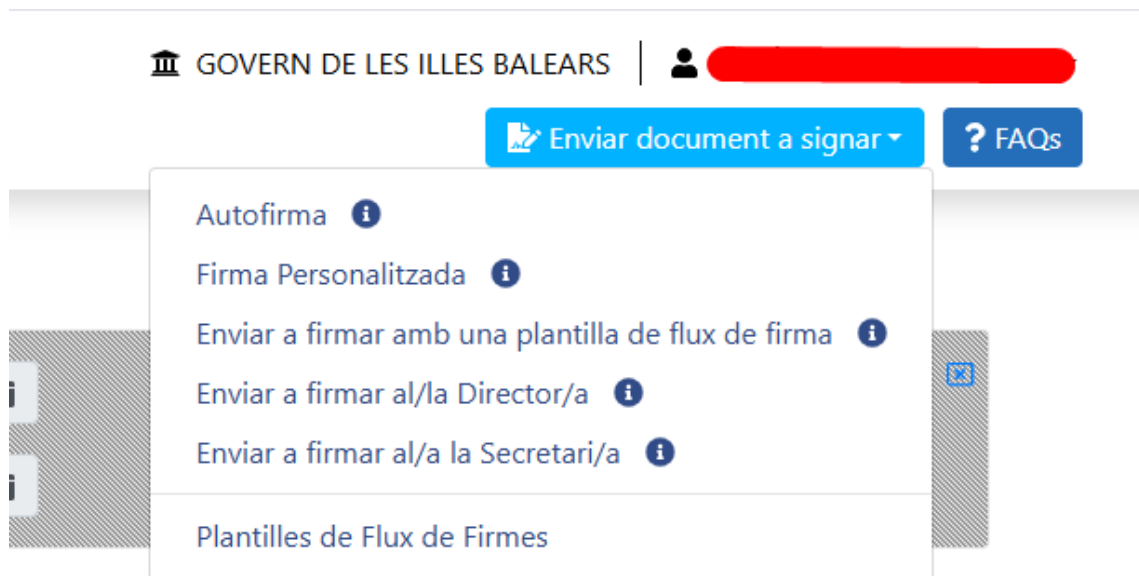 GOVERN DE LES ILLES BALEARS
Enviar document a signar
? FAQs
Autofirma
Firma Personalitzada
Enviar a firmar amb una plantilla de flux de firma
Enviar a firmar al/la Director/a
Enviar a firmar al/a la Secretari/a
Plantilles de Flux de Firmes